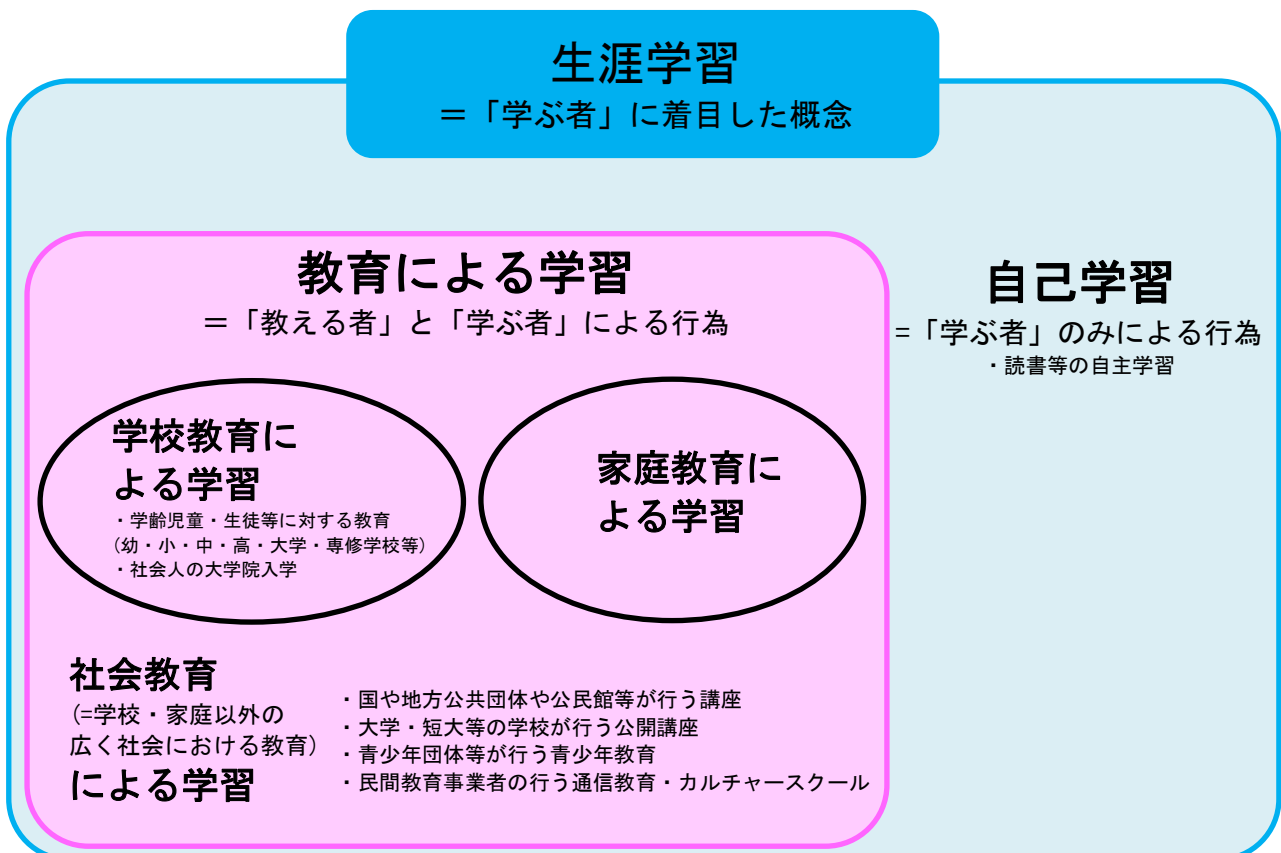 生涯学習
＝「学ぶ者」に着目した概念
教育による学習
＝「教える者」と「学ぶ者」による行為
自己学習
=「学ぶ者」のみによる行為
・読書等の自主学習
学校教育に
よる学習
・学齢児童・生徒等に対する教育
(幼・小・中・高・大学・専修学校等)
・社会人の大学院入学
家庭教育に
よる学習
社会教育
(=学校・家庭以外の
広く社会における教育)
による学習
・国や地方公共団体や公民館等が行う講座
・大学・短大等の学校が行う公開講座
・青少年団体等が行う青少年教育
・民間教育事業者の行う通信教育・カルチャースクール